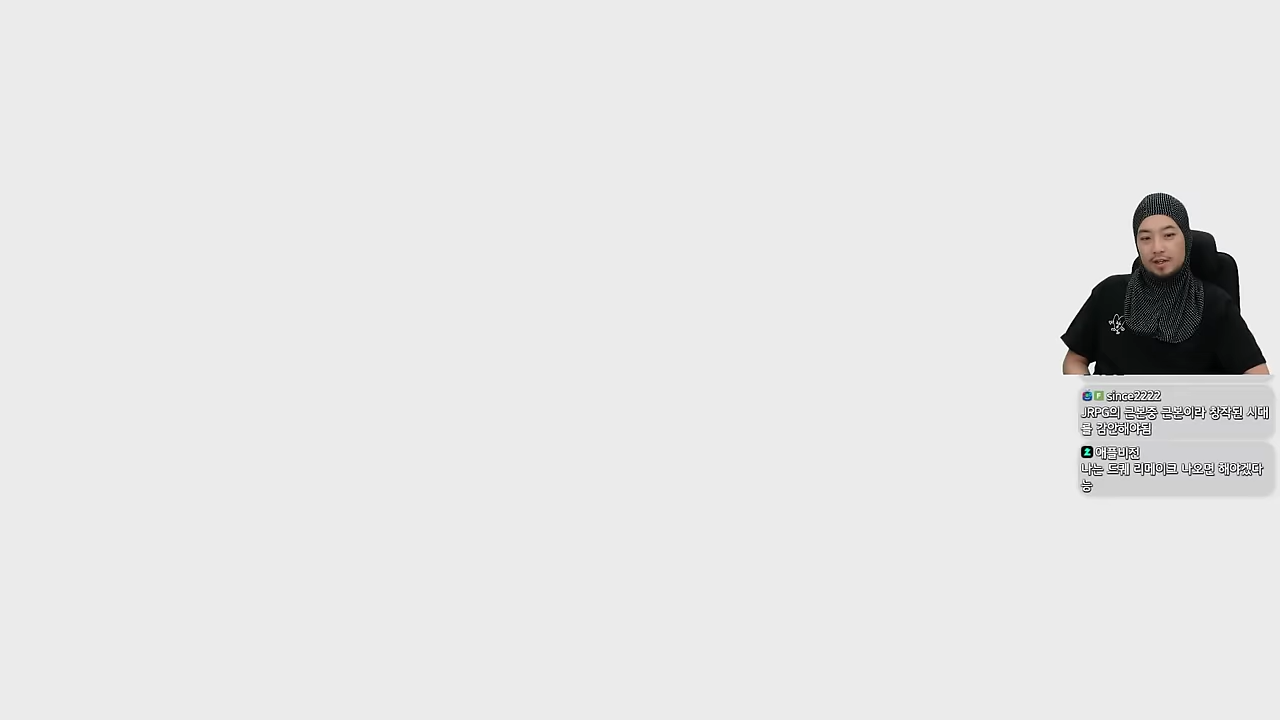 since2222
JRPG의 근본중 근본이라 창작된 시대
를 감안해야됨
애플비전
나는 드퀘 리메이크 나오면 해야겠다
능